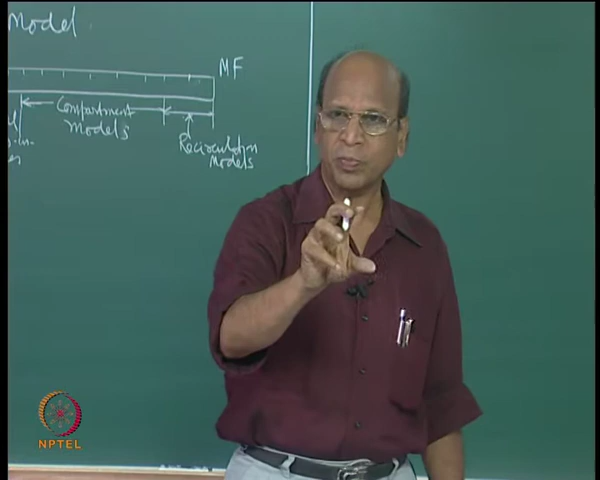 Model
MF
Compartment
Models
Recirculation
Models
NPTEL